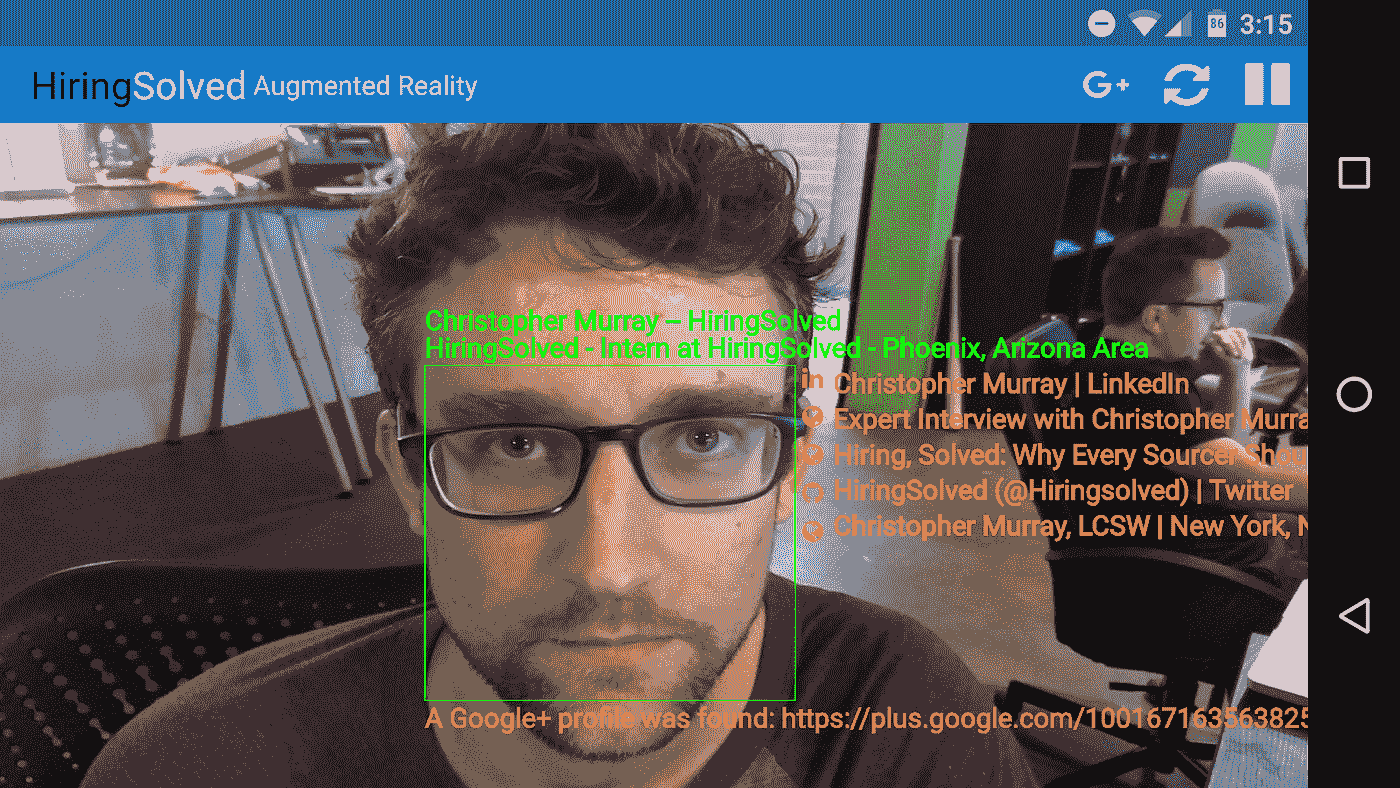 86 3:15
HiringSolved Augmented Reality G+
Christopher Murray – HiringSolved
HiringSolved - Intern at HiringSolved - Phoenix, Arizona Area
in Christopher Murray | LinkedIn
Expert Interview with Christopher Murra
Hiring, Solved: Why Every Sourcer Shou
HiringSolved (@Hiringsolved) | Twitter
Christopher Murray, LCSW | New York, N
A Google+ profile was found: https://plus.google.com/100167163563825